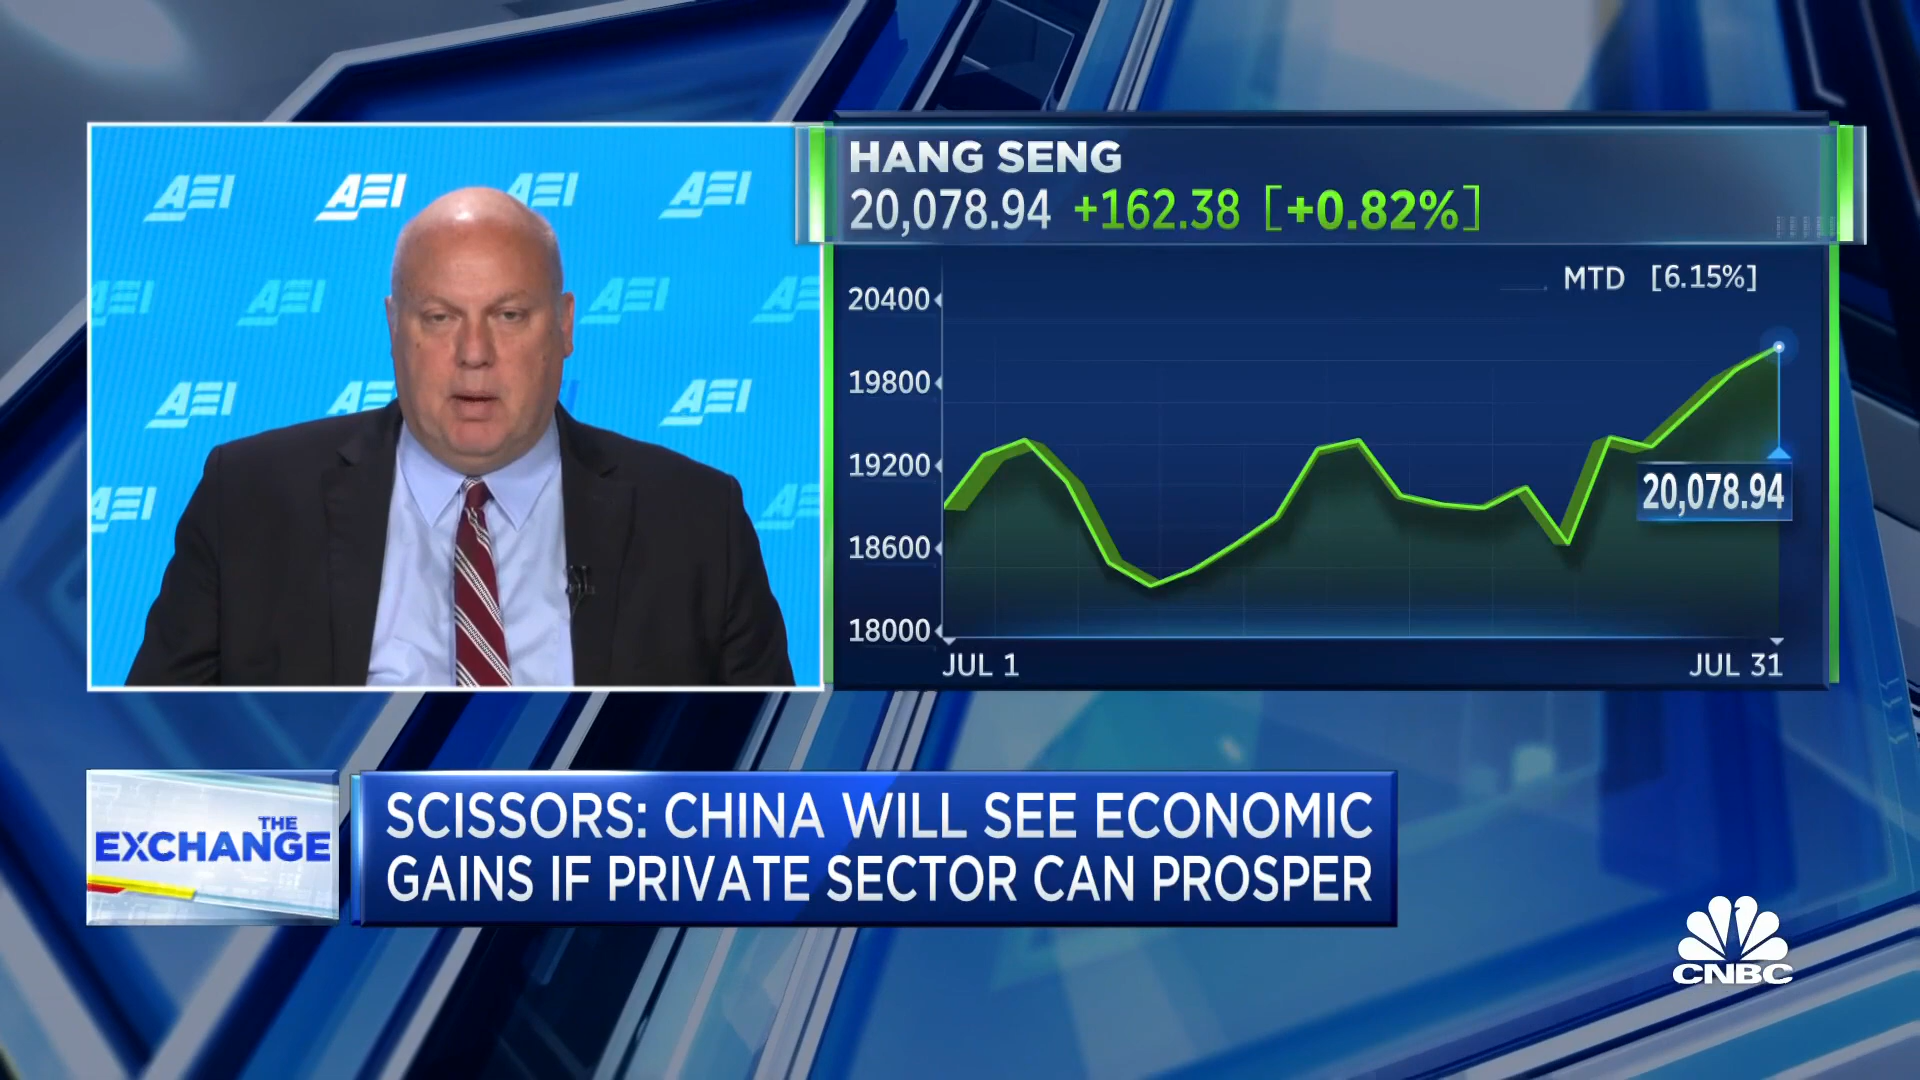 AEI AEI AEI AEI
AEI AEI AEI AEI
AEI AEI AEI
AEI AEI
HANG SENG
20,078.94 +162.38 [+0.82%]
MTD [6.15%]
20400
19800
19200
18600
18000
20,078.94
JUL 1 JUL 31
THE
EXCHANGE
SCISSORS: CHINA WILL SEE ECONOMIC
GAINS IF PRIVATE SECTOR CAN PROSPER
CNBC